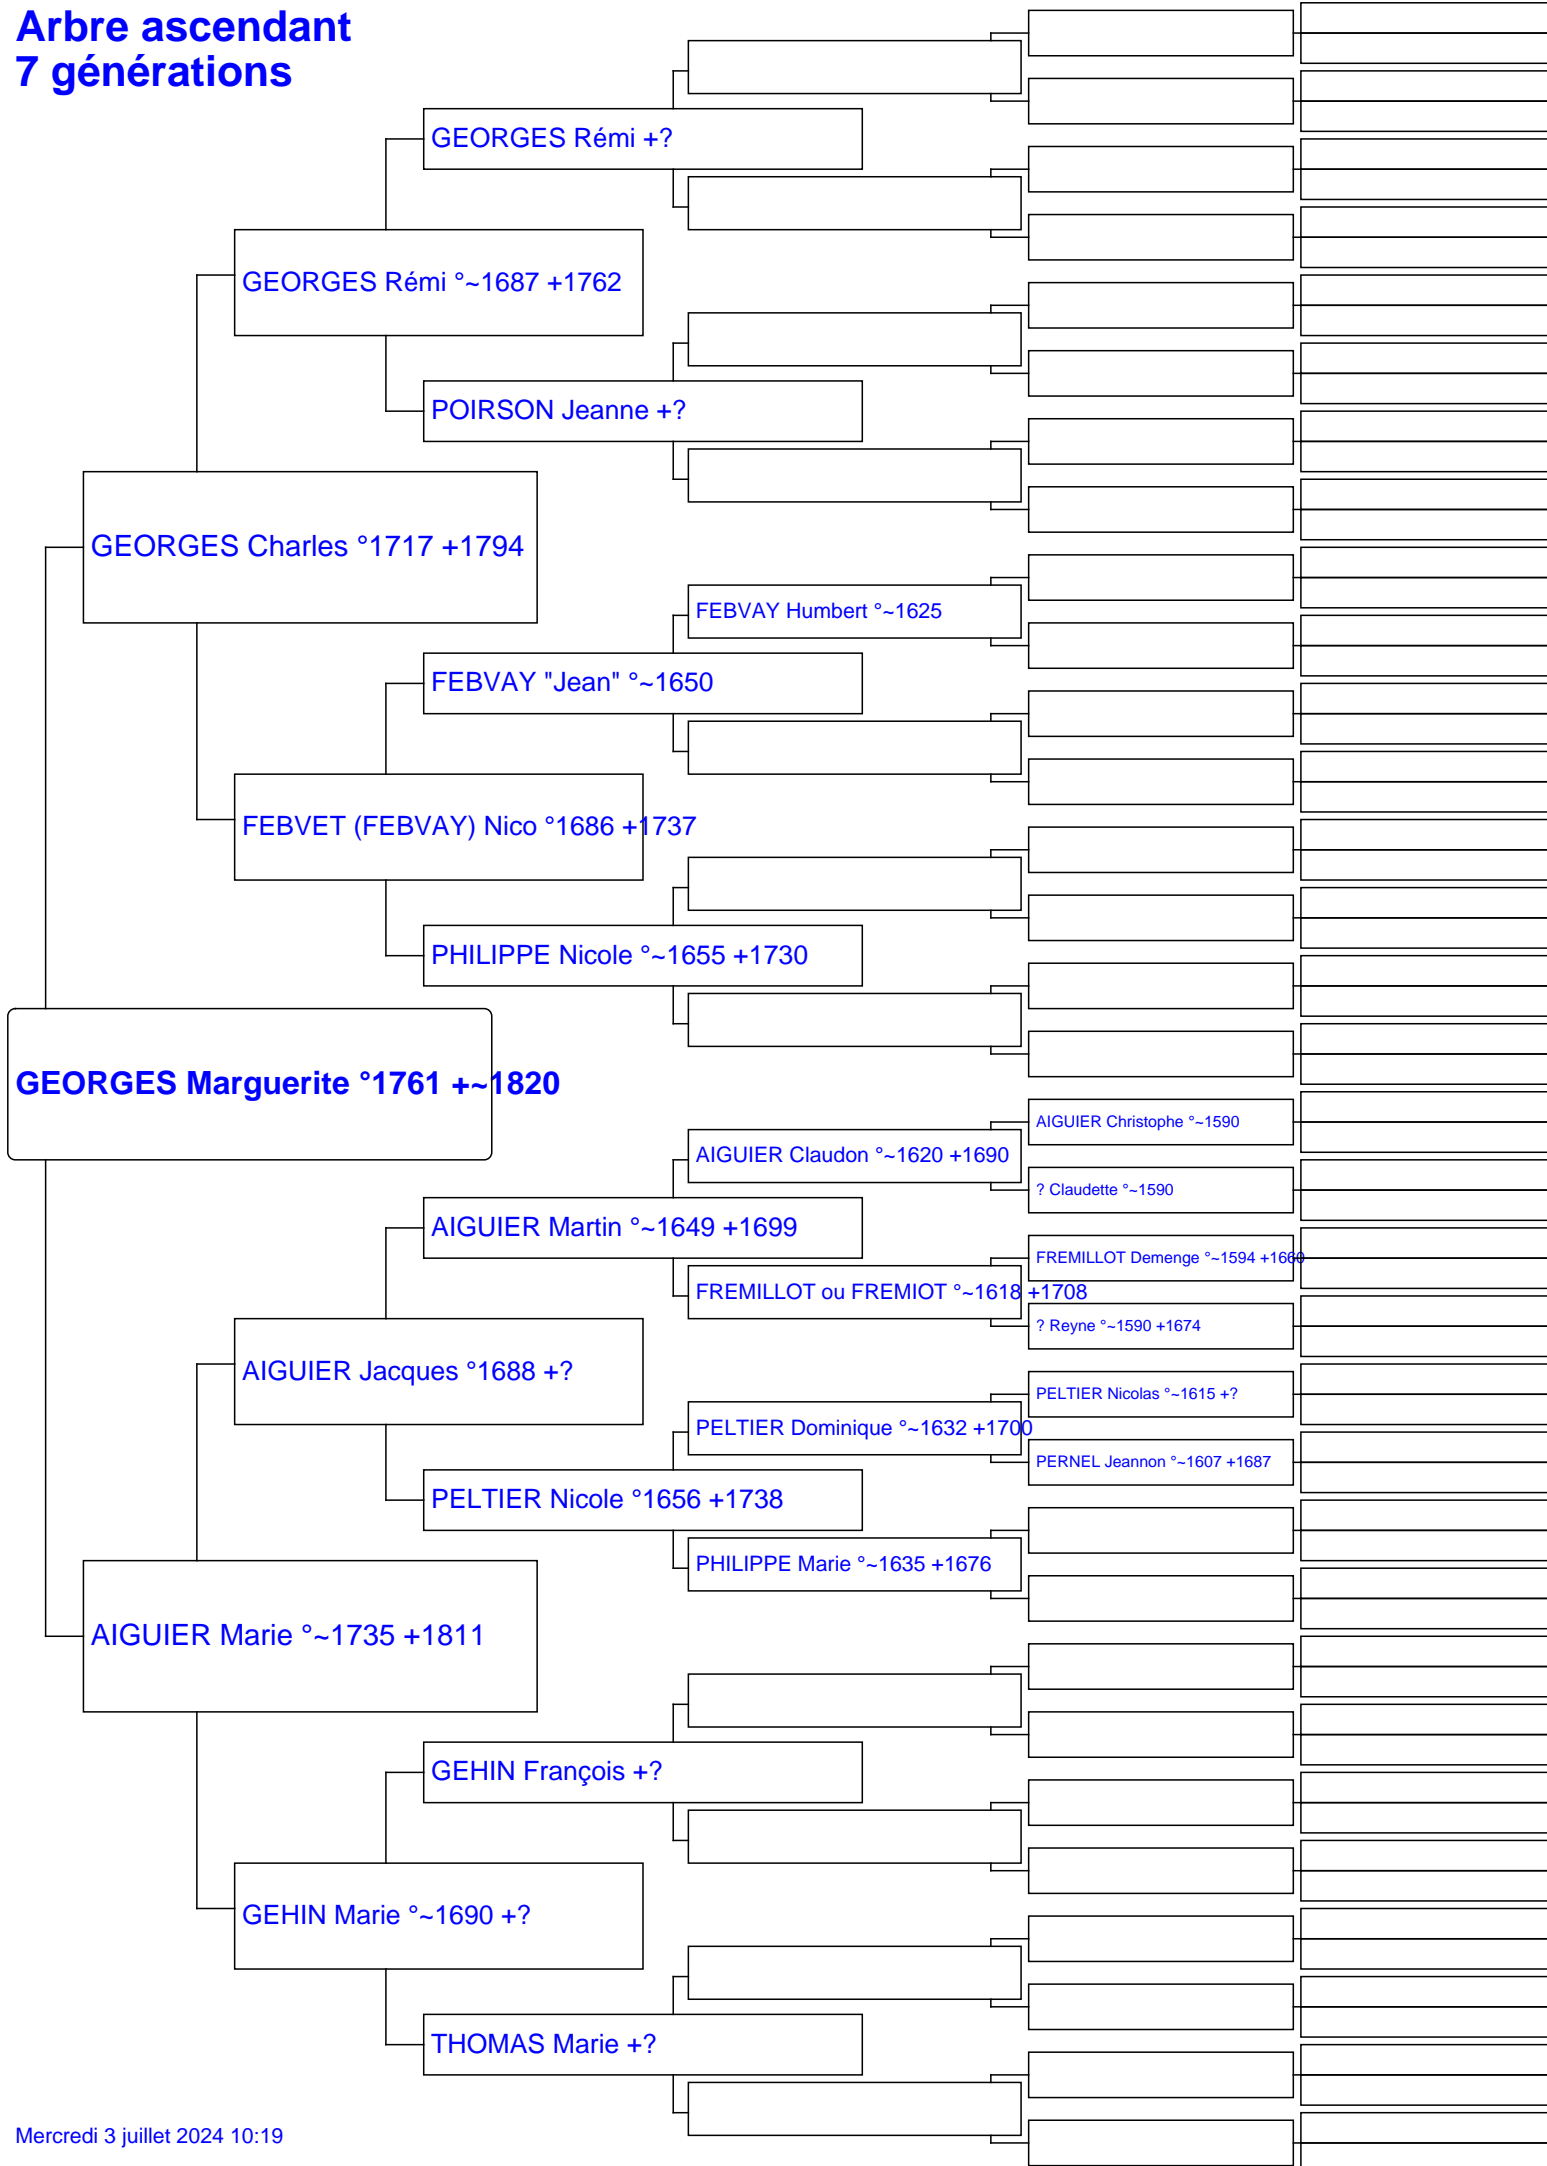 Arbre ascendant
7 générations
GEORGES Rémi +?
GEORGES Rémi °~1687 +1762
POIRSON Jeanne +?
GEORGES Charles °1717 +1794
FEBVAY Humbert °~1625
FEBVAY "Jean" °~1650
FEBVET (FEBVAY) Nico °1686 +1737
PHILIPPE Nicole °~1655 +1730
GEORGES Marguerite °1761 +~1820
AIGUIER Christophe °~1590
AIGUIER Claudon °~1620 +1690
? Claudette °~1590
AIGUIER Martin °~1649 +1699
FREMILLOT Demenge °~1594 +1660
FREMILLOT ou FREMIOT °~1618 +1708
? Reyne °~1590 +1674
AIGUIER Jacques °1688 +?
PELTIER Nicolas °~1615 +?
PELTIER Dominique °~1632 +1700
PERNEL Jeannon °~1607 +1687
PELTIER Nicole °1656 +1738
PHILIPPE Marie °~1635 +1676
AIGUIER Marie °~1735 +1811
GEHIN François +?
GEHIN Marie °~1690 +?
THOMAS Marie +?
Mercredi 3 juillet 2024 10:19